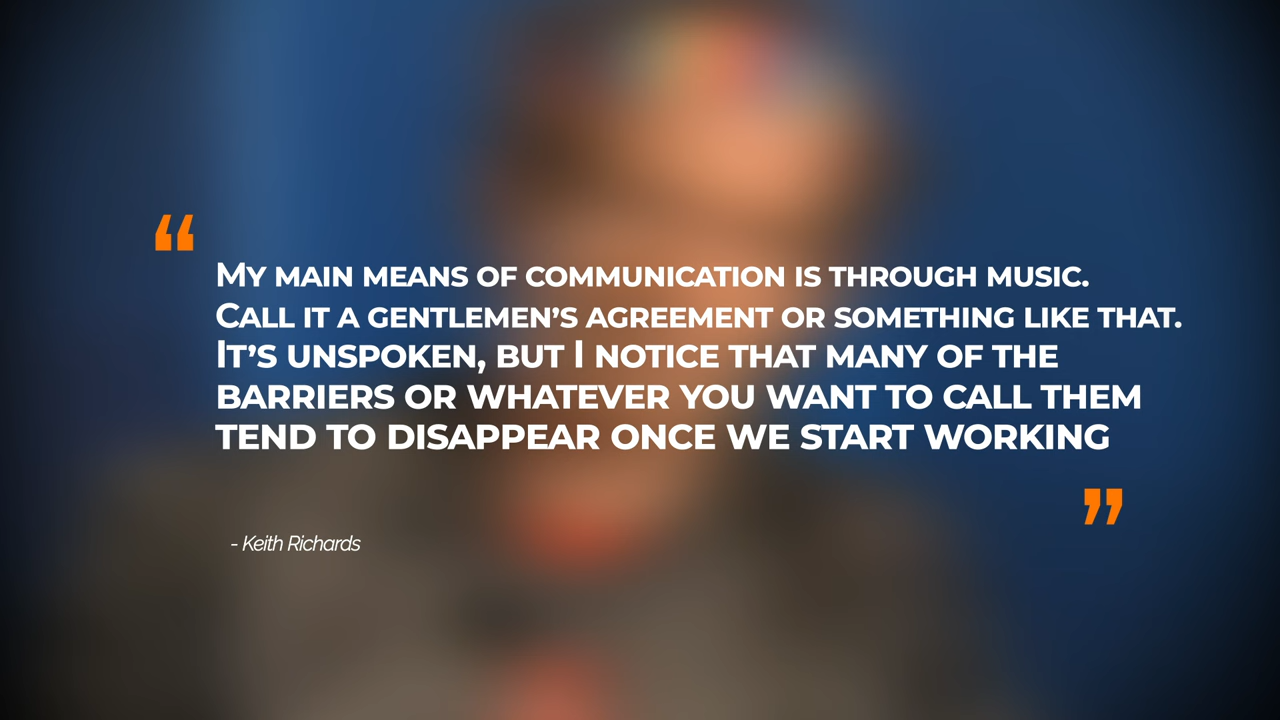 “
My main means of communication is through music.
Call it a gentlemen’s agreement or something like that.
It’s unspoken, but I notice that many of the
barriers or whatever you want to call them
tend to disappear once we start working
”
- Keith Richards